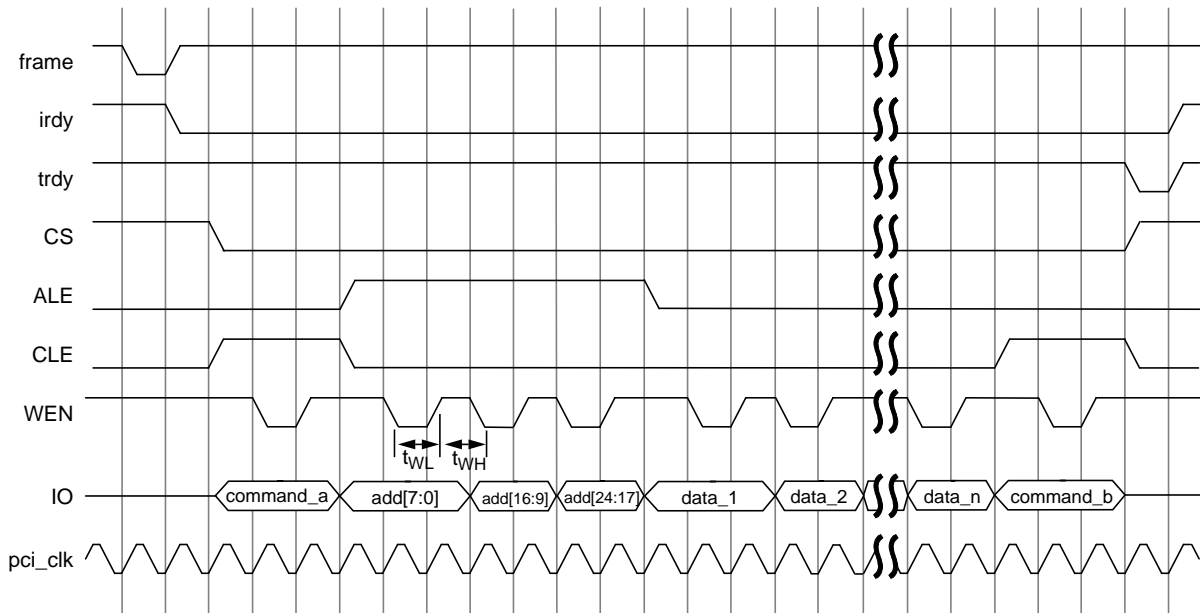 frame
irdy
trdy
CS
ALE
CLE
WEN
tWL tWH
IO command_a add[7:0] add[16:9] add[24:17] data_1 data_2 data_n command_b
pci_clk